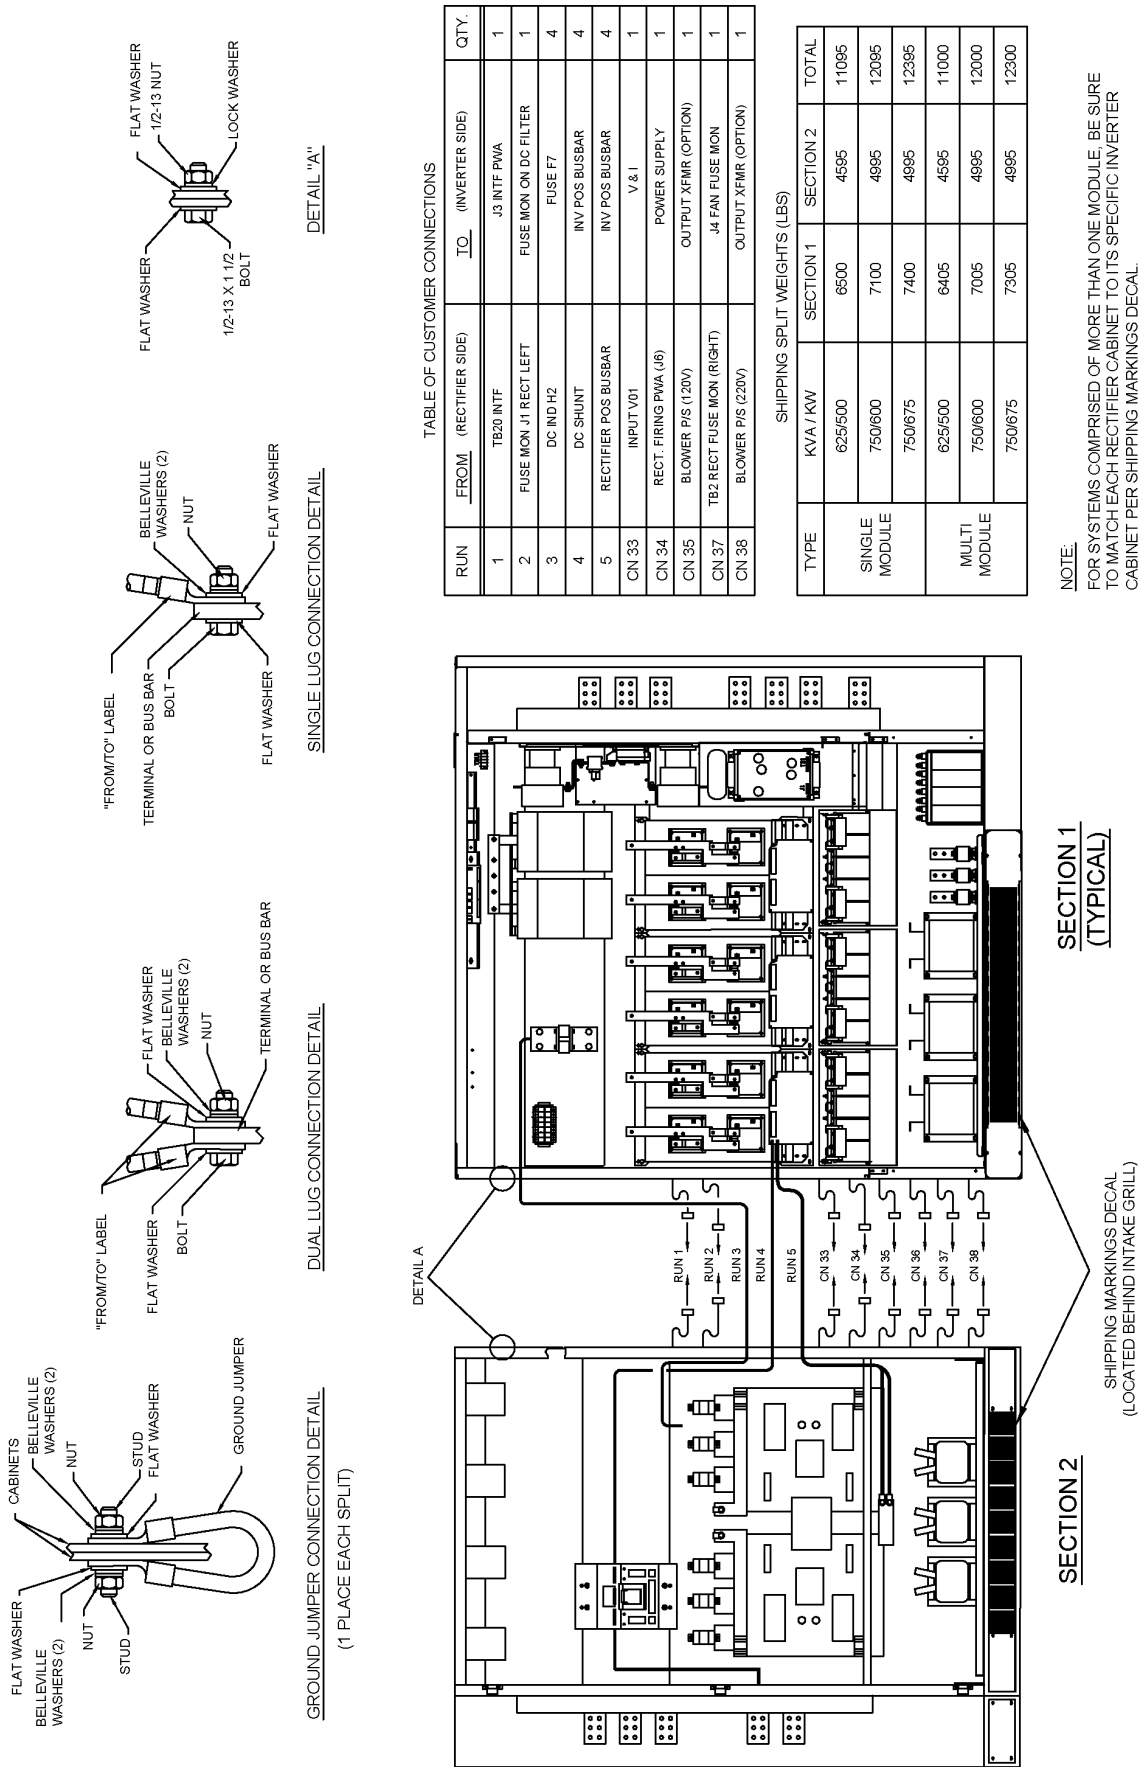 FLAT WASHER
BELLEVILLE
WASHERS (2)
NUT
STUD
CABINETS
BELLEVILLE
WASHERS (2)
NUT
STUD
FLAT WASHER
GROUND JUMPER
GROUND JUMPER CONNECTION DETAIL
(1 PLACE EACH SPLIT)
"FROM/TO" LABEL
FLAT WASHER
BOLT
FLAT WASHER
BELLEVILLE
WASHERS (2)
NUT
TERMINAL OR BUS BAR
DUAL LUG CONNECTION DETAIL
"FROM/TO" LABEL
TERMINAL OR BUS BAR
BOLT
FLAT WASHER
BELLEVILLE
WASHERS (2)
NUT
FLAT WASHER
SINGLE LUG CONNECTION DETAIL
FLAT WASHER
1/2-13 X 1 1/2
BOLT
FLAT WASHER
1/2-13 NUT
LOCK WASHER
DETAIL "A"
DETAIL A
RUN 1
RUN 2
RUN 3
RUN 4
RUN 5
CN 33
CN 34
CN 35
CN 36
CN 37
CN 38
SECTION 2
SHIPPING MARKINGS DECAL
(LOCATED BEHIND INTAKE GRILL)
SECTION 1
(TYPICAL)
TABLE OF CUSTOMER CONNECTIONS
RUN FROM (RECTIFIER SIDE) TO (INVERTER SIDE) QTY.
1 TB20 INTF J3 INTF PWA 1
2 FUSE MON J1 RECT LEFT FUSE MON ON DC FILTER 1
3 DC IND H2 FUSE F7 4
4 DC SHUNT INV POS BUSBAR 4
5 RECTIFIER POS BUSBAR INV POS BUSBAR 4
CN 33 INPUT V01 V & I 1
CN 34 RECT. FIRING PWA (J6) POWER SUPPLY 1
CN 35 BLOWER P/S (120V) OUTPUT XFMR (OPTION) 1
CN 37 TB2 RECT FUSE MON (RIGHT) J4 FAN FUSE MON 1
CN 38 BLOWER P/S (220V) OUTPUT XFMR (OPTION) 1
SHIPPING SPLIT WEIGHTS (LBS)
TYPE KVA / KW SECTION 1 SECTION 2 TOTAL
SINGLE
MODULE
625/500 6500 4595 11095
750/600 7100 4995 12095
750/675 7400 4995 12395
MULTI
MODULE
625/500 6405 4595 11000
750/600 7005 4995 12000
750/675 7305 4995 12300
NOTE:
FOR SYSTEMS COMPRISED OF MORE THAN ONE MODULE, BE SURE
TO MATCH EACH RECTIFIER CABINET TO ITS SPECIFIC INVERTER
CABINET PER SHIPPING MARKINGS DECAL.